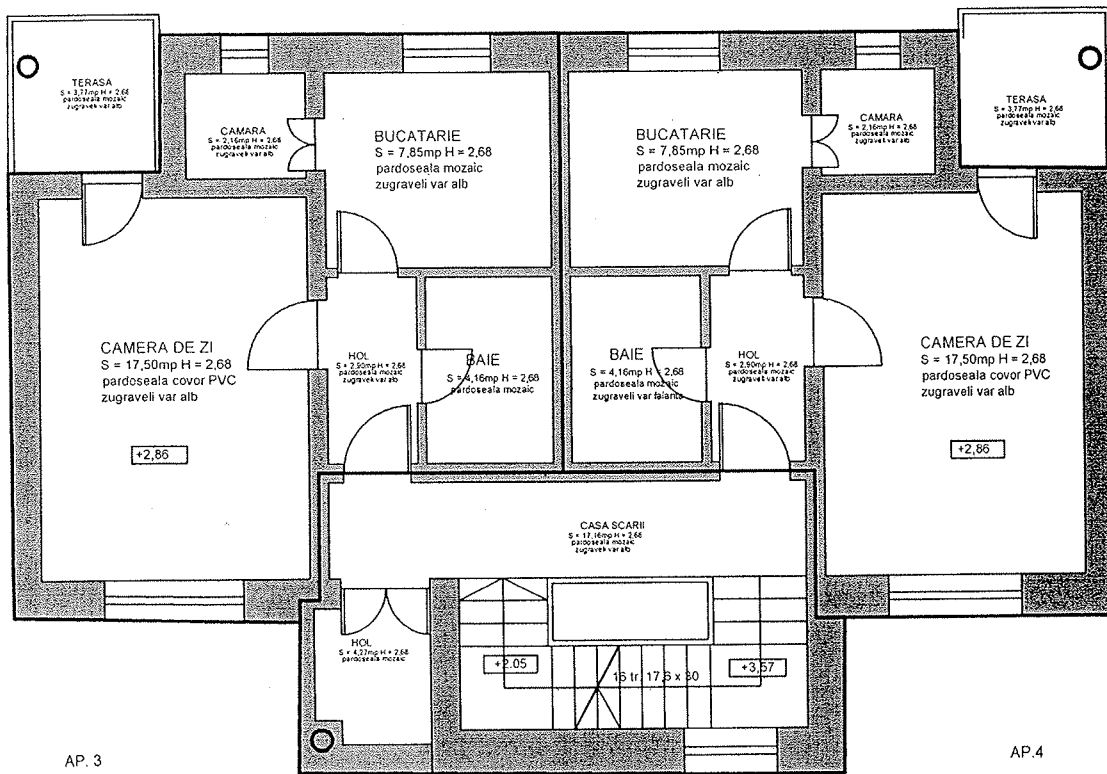 TERASA
S = 3,77mp H = 2,68
pardoseala mozaic
zugraveli var alb
CAMARA
S = 2,16mp H = 2,68
pardoseala mozaic
zugraveli var alb
BUCATARIE
S = 7,85mp H = 2,68
pardoseala mozaic
zugraveli var alb
BUCATARIE
S = 7,85mp H = 2,68
pardoseala mozaic
zugraveli var alb
CAMARA
S = 2,16mp H = 2,68
pardoseala mozaic
zugraveli var alb
TERASA
S = 3,77mp H = 2,68
pardoseala mozaic
zugraveli var alb
CAMERA DE ZI
S = 17,50mp H = 2,68
pardoseala covor PVC
zugraveli var alb
+2,86
HOL
S = 2,90mp H = 2,68
pardoseala mozaic
zugraveli var alb
BAIE
S = 4,16mp H = 2,68
pardoseala mozaic
BAIE
S = 4,16mp H = 2,68
pardoseala mozaic
zugraveli var faianta
HOL
S = 2,90mp H = 2,68
pardoseala mozaic
zugraveli var alb
CAMERA DE ZI
S = 17,50mp H = 2,68
pardoseala covor PVC
zugraveli var alb
+2,86
CASA SCARII
S = 17,16mp H = 2,68
pardoseala mozaic
zugraveli var alb
HOL
S = 4,27mp H = 2,68
pardoseala mozaic
+2.05
16 tr. 17,6 x 30
+3,57
AP. 3
AP.4